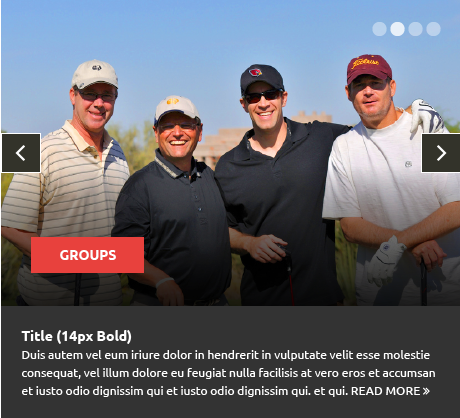 GROUPS
Title (14px Bold)
Duis autem vel eum iriure dolor in hendrerit in vulputate velit esse molestie
consequat, vel illum dolore eu feugiat nulla facilisis at vero eros et accumsan
et iusto odio dignissim qui et iusto odio dignissim qui. et qui. READ MORE »